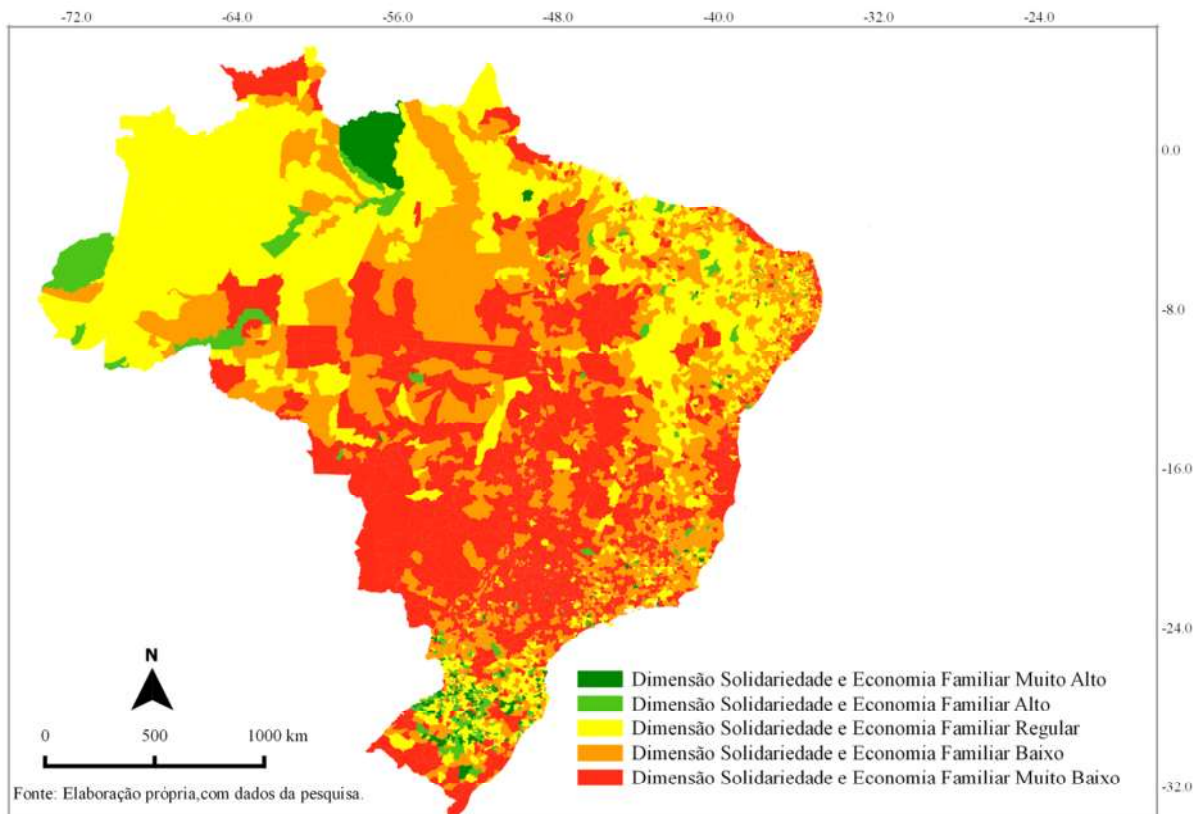 -72.0 -64.0 -56.0 -48.0 -40.0 -32.0 -24.0
0.0
-8.0
-16.0
-24.0
N
Dimensão Solidariedade e Economia Familiar Muito Alto
Dimensão Solidariedade e Economia Familiar Alto
Dimensão Solidariedade e Economia Familiar Regular
0 500 1000 km
Dimensão Solidariedade e Economia Familiar Baixo
Dimensão Solidariedade e Economia Familiar Muito Baixo
Fonte: Elaboração própria,com dados da pesquisa.
-32.0